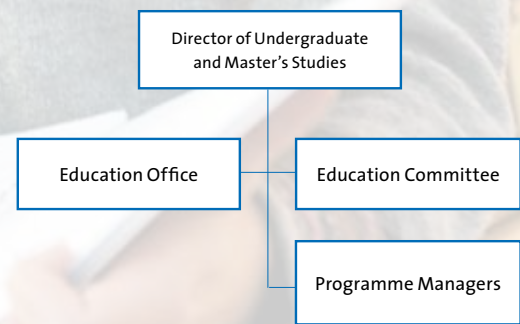 Director of Undergraduate
and Master’s Studies
Education Office
Education Committee
Programme Managers